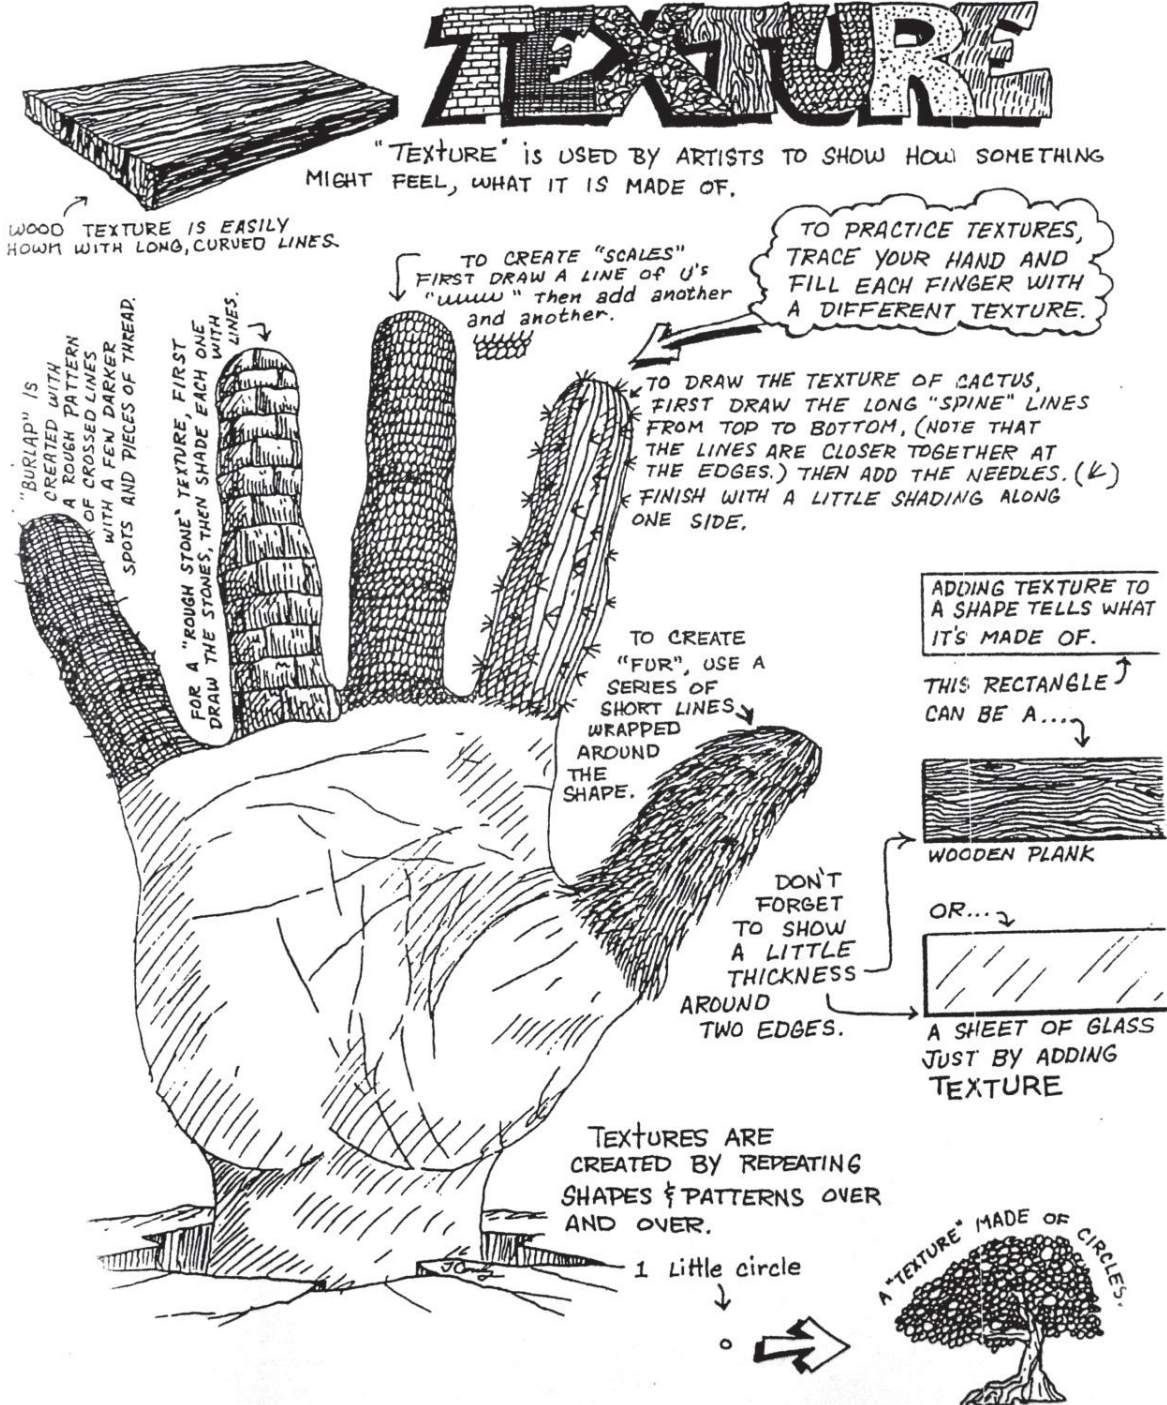 TEXTURE
"TEXTURE" IS USED BY ARTISTS TO SHOW HOW SOMETHING
MIGHT FEEL, WHAT IT IS MADE OF.
WOOD TEXTURE IS EASILY
HOWN WITH LONG, CURVED LINES.
TO CREATE "SCALES"
FIRST DRAW A LINE OF U'S
"UUUUU" THEN add another
and another.
TO PRACTICE TEXTURES,
TRACE YOUR HAND AND
FILL EACH FINGER WITH
A DIFFERENT TEXTURE.
"BURLAP" IS
CREATED WITH
A ROUGH PATTERN
OF CROSSED LINES
WITH A FEW DARKER
SPOTS AND PIECES OF THREAD.
FOR A "ROUGH STONE" TEXTURE, FIRST
DRAW THE STONES, THEN SHADE EACH ONE
WITH
LINES.
TO DRAW THE TEXTURE OF CACTUS,
FIRST DRAW THE LONG "SPINE" LINES
FROM TOP TO BOTTOM, (NOTE THAT
THE LINES ARE CLOSER TOGETHER AT
THE EDGES.) THEN ADD THE NEEDLES. ( )
FINISH WITH A LITTLE SHADING ALONG
ONE SIDE.
TO CREATE
"FUR", USE A
SERIES OF
SHORT LINES
WRAPPED
AROUND
THE
SHAPE.
ADDING TEXTURE TO
A SHAPE TELLS WHAT
IT'S MADE OF.
THIS RECTANGLE
CAN BE A....
WOODEN PLANK
OR...
DON'T
FORGET
TO SHOW
A LITTLE
THICKNESS
AROUND
TWO EDGES.
A SHEET OF GLASS
JUST BY ADDING
TEXTURE
TEXTURES ARE
CREATED BY REPEATING
SHAPES & PATTERNS OVER
AND OVER.
1 Little circle
A "TEXTURE" MADE OF CIRCLES.